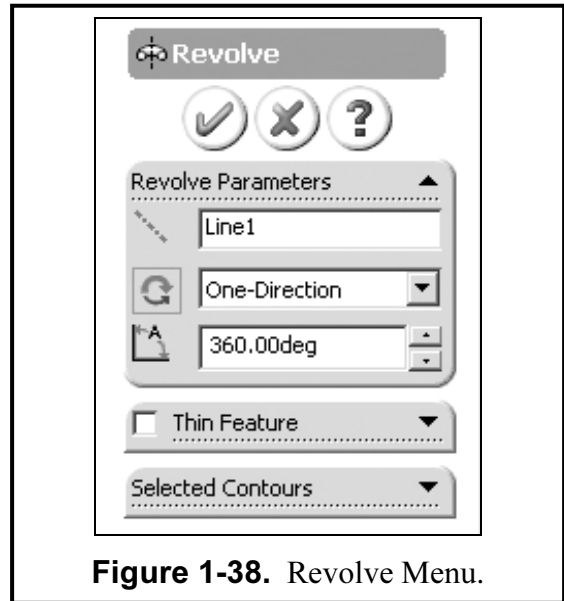 Revolve
?
Revolve Parameters
Line1
One-Direction
A
360.00deg
Thin Feature
Selected Contours
Figure 1-38. Revolve Menu.